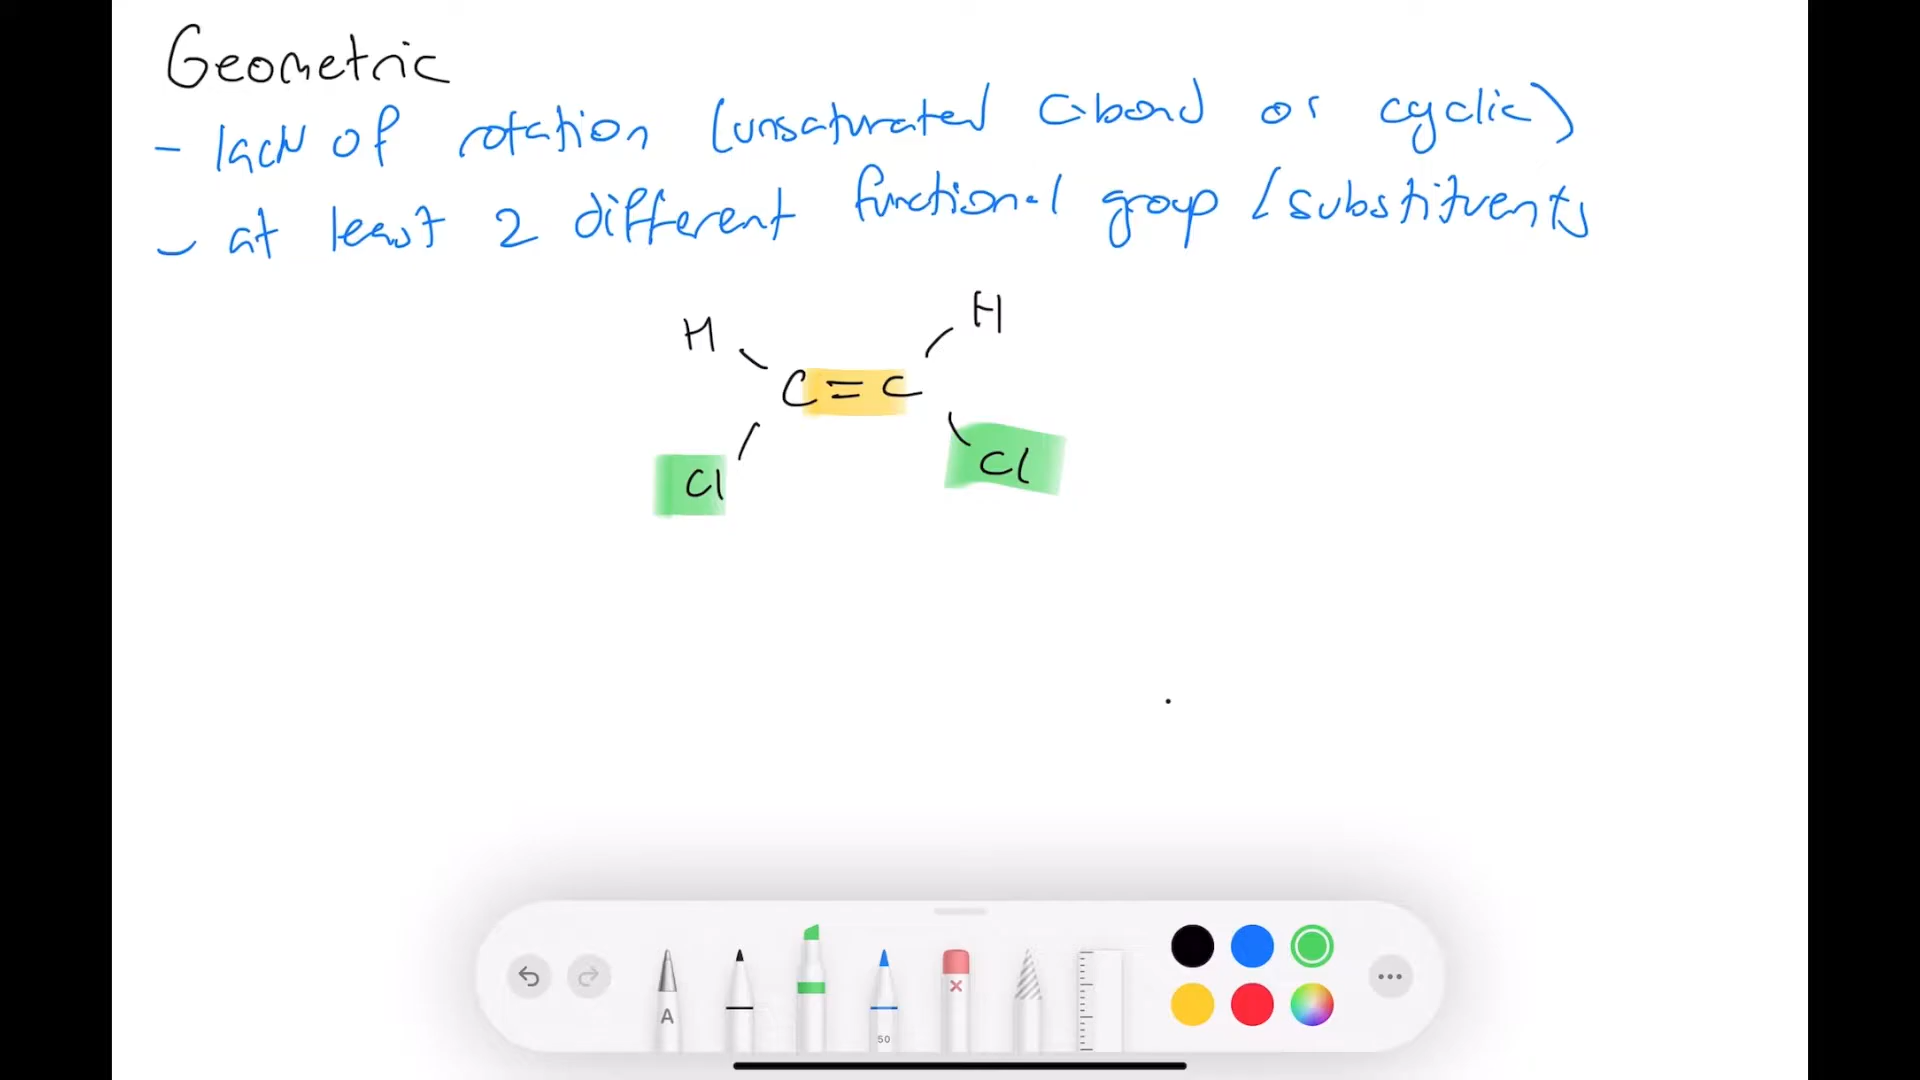 Geometric
- lack of rotation (unsaturated C-bond or cyclic)
- at least 2 different functional group / substituents
H H
C=C
Cl Cl
A
50